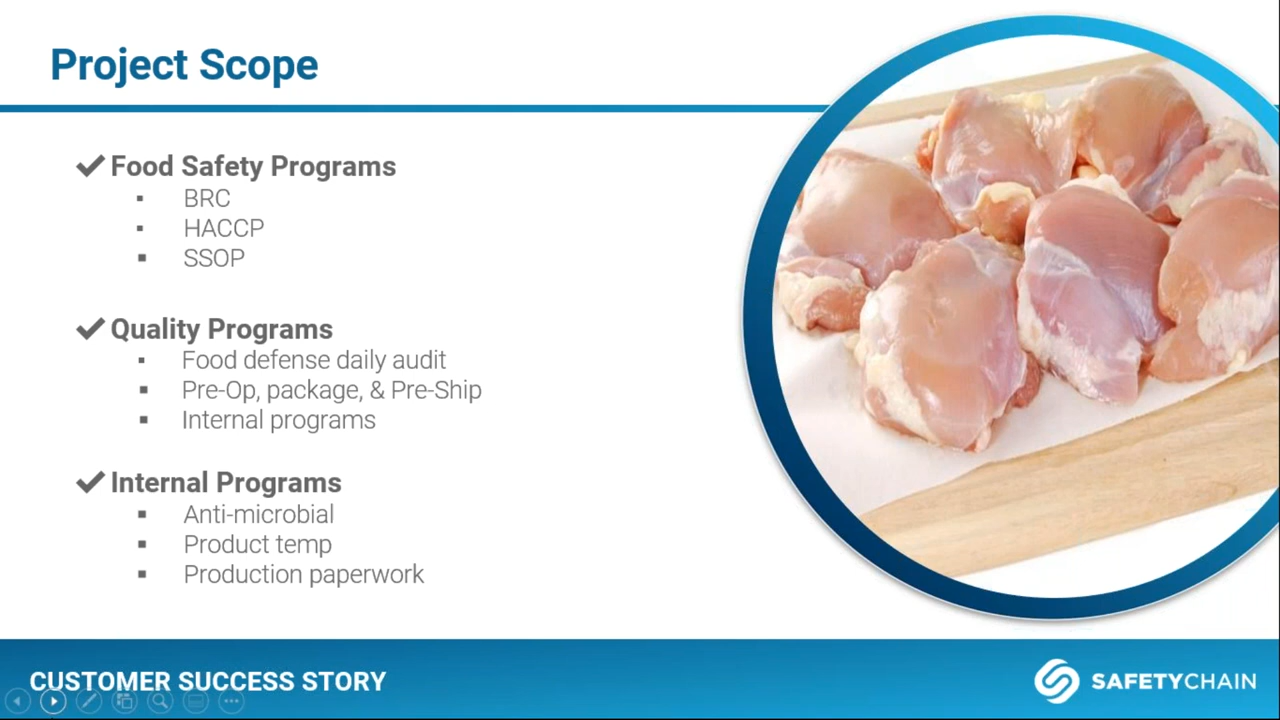 Project Scope
Food Safety Programs
BRC
HACCP
SSOP
Quality Programs
Food defense daily audit
Pre-Op, package, & Pre-Ship
Internal programs
Internal Programs
Anti-microbial
Product temp
Production paperwork
CUSTOMER SUCCESS STORY
SAFETYCHAIN